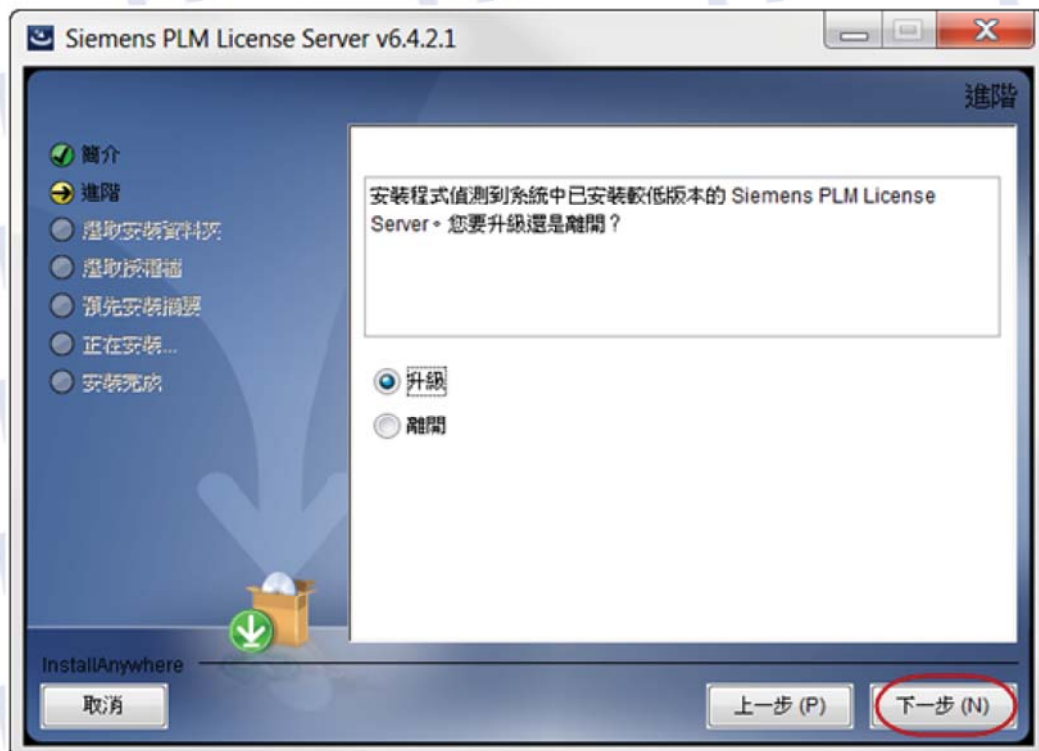 Siemens PLM License Server v6.4.2.1
進階
簡介
進階
選取安裝資料夾
選取授權檔
預先安裝摘要
正在安裝...
安裝完成
安裝程式偵測到系統中已安裝較低版本的 Siemens PLM License
Server。您要升級還是離開？
升級
離開
InstallAnywhere
取消
上一步 (P)
下一步 (N)